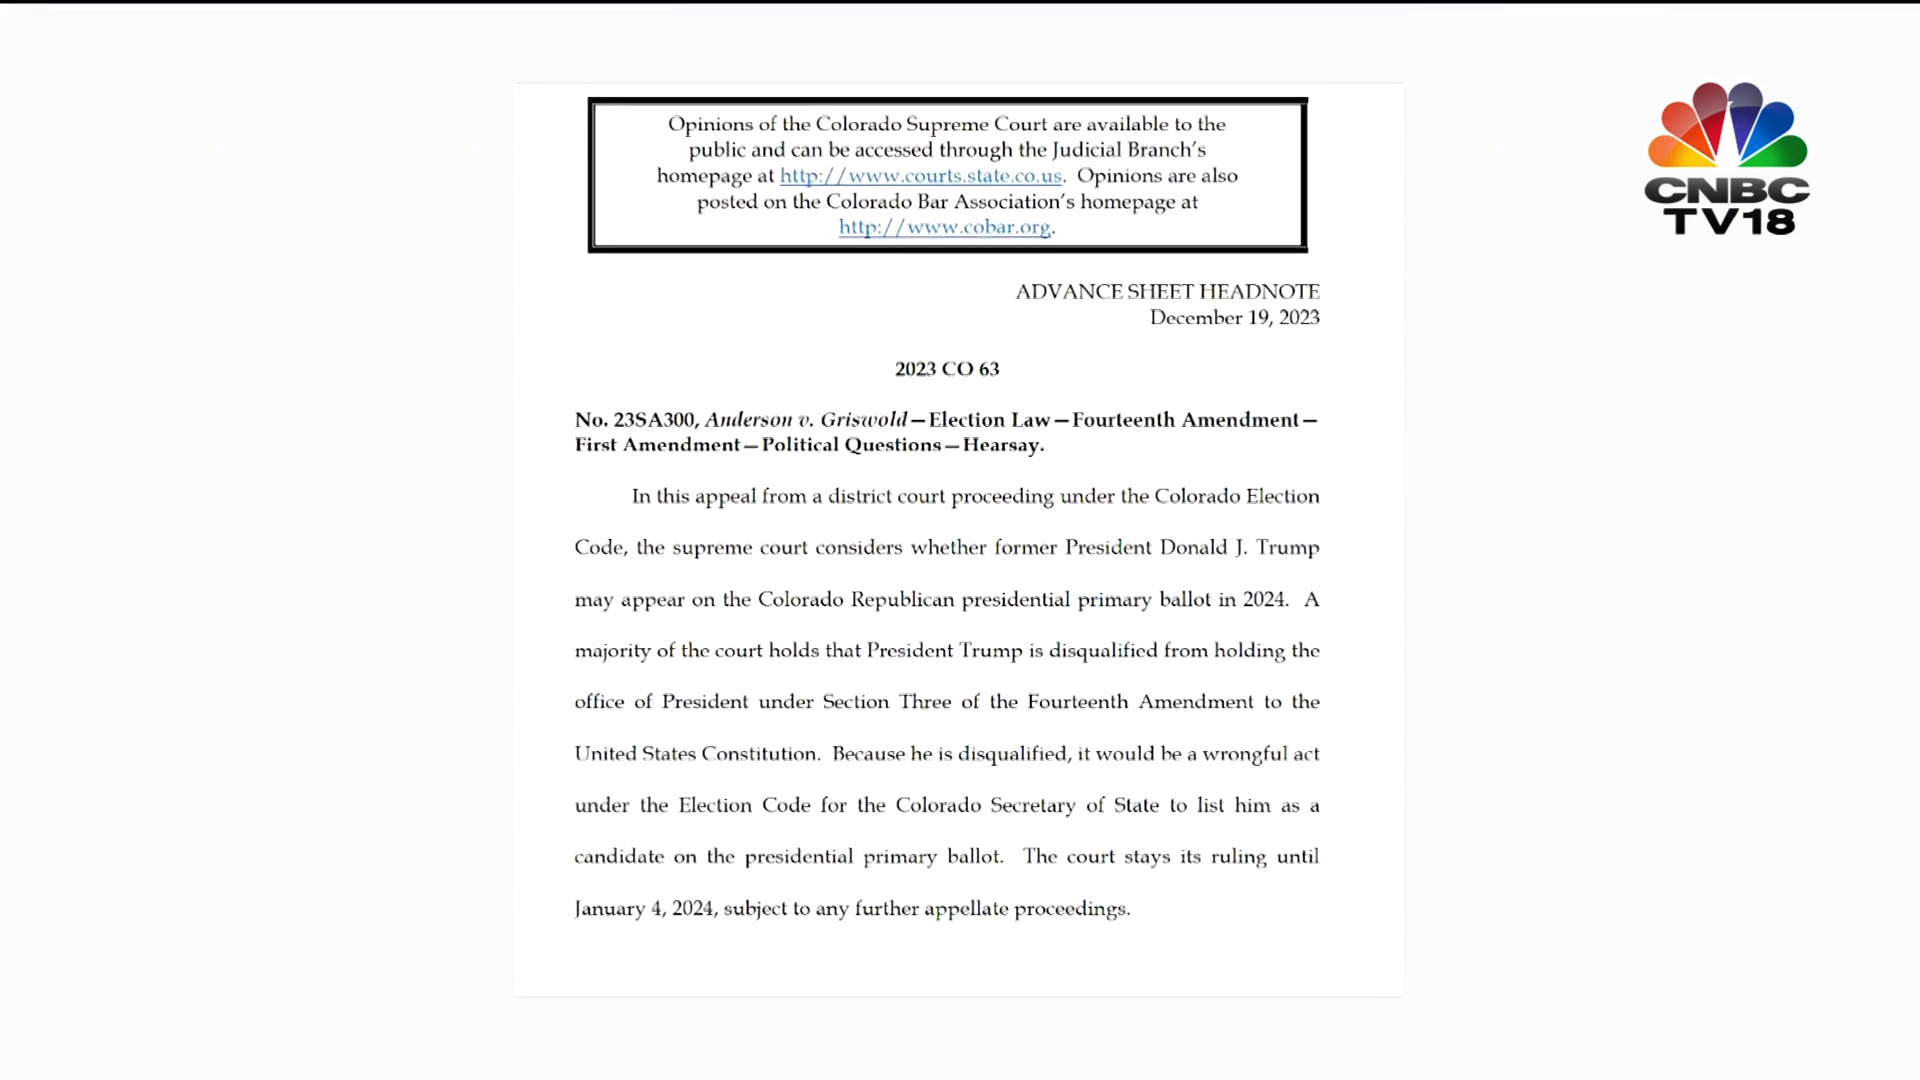 Opinions of the Colorado Supreme Court are available to the
public and can be accessed through the Judicial Branch’s
homepage at http://www.courts.state.co.us.  Opinions are also
posted on the Colorado Bar Association’s homepage at
http://www.cobar.org.
CNBC
TV18
ADVANCE SHEET HEADNOTE
December 19, 2023
2023 CO 63
No. 23SA300, Anderson v. Griswold—Election Law—Fourteenth Amendment—
First Amendment—Political Questions—Hearsay.
In this appeal from a district court proceeding under the Colorado Election
Code, the supreme court considers whether former President Donald J. Trump
may appear on the Colorado Republican presidential primary ballot in 2024.  A
majority of the court holds that President Trump is disqualified from holding the
office of President under Section Three of the Fourteenth Amendment to the
United States Constitution.  Because he is disqualified, it would be a wrongful act
under the Election Code for the Colorado Secretary of State to list him as a
candidate on the presidential primary ballot.  The court stays its ruling until
January 4, 2024, subject to any further appellate proceedings.